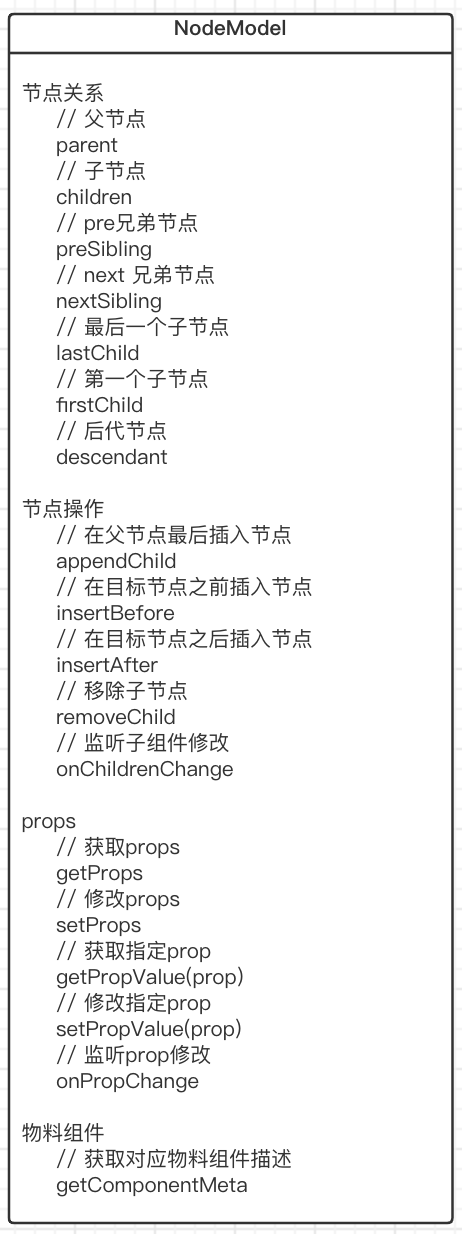 NodeModel
节点关系
// 父节点
parent
// 子节点
children
// pre兄弟节点
preSibling
// next 兄弟节点
nextSibling
// 最后一个子节点
lastChild
// 第一个子节点
firstChild
// 后代节点
descendant
节点操作
// 在父节点最后插入节点
appendChild
// 在目标节点之前插入节点
insertBefore
// 在目标节点之后插入节点
insertAfter
// 移除子节点
removeChild
// 监听子组件修改
onChildrenChange
props
// 获取props
getProps
// 修改props
setProps
// 获取指定prop
getPropValue(prop)
// 修改指定prop
setPropValue(prop)
// 监听prop修改
onPropChange
物料组件
// 获取对应物料组件描述
getComponentMeta